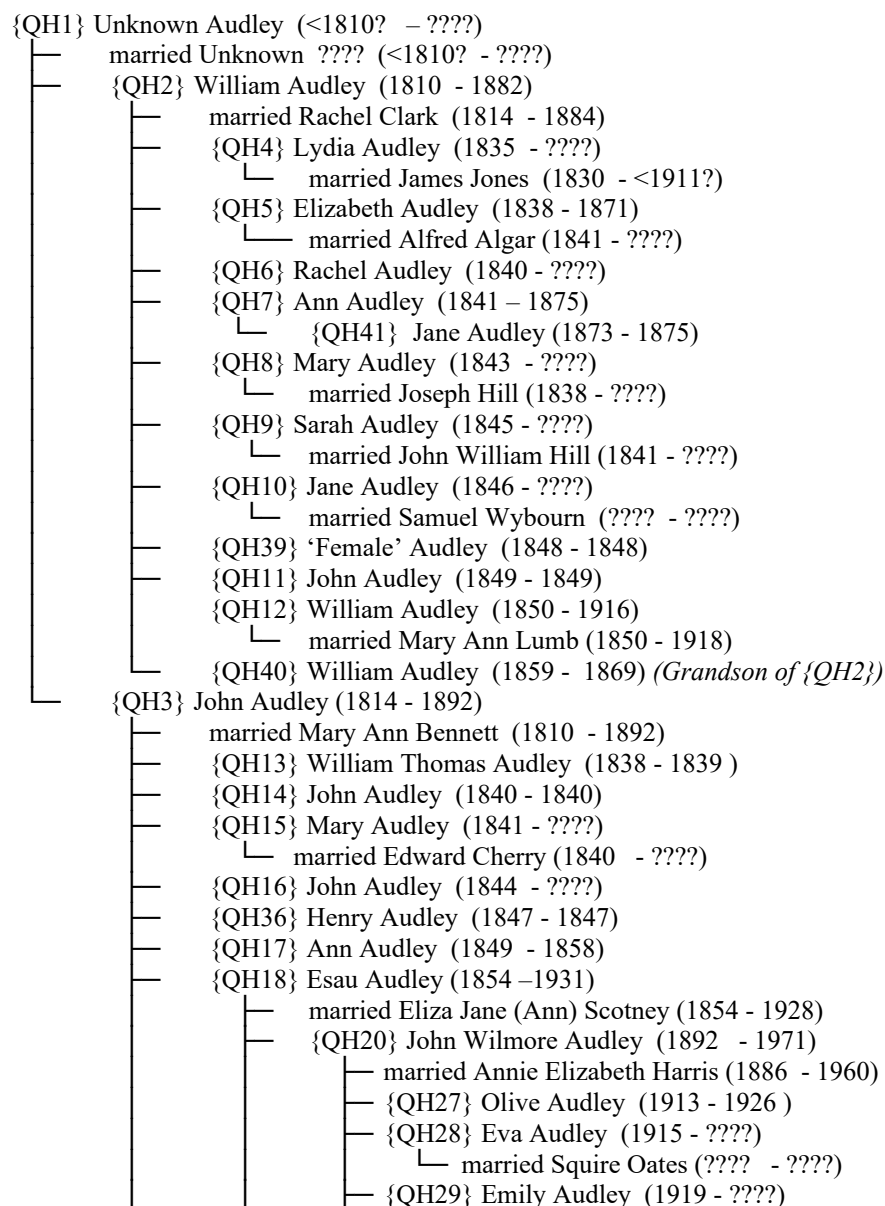 {QH1} Unknown Audley (<1810? – ????)
married Unknown ???? (<1810? - ????)
{QH2} William Audley (1810 - 1882)
married Rachel Clark (1814 - 1884)
{QH4} Lydia Audley (1835 - ????)
married James Jones (1830 - <1911?)
{QH5} Elizabeth Audley (1838 - 1871)
married Alfred Algar (1841 - ????)
{QH6} Rachel Audley (1840 - ????)
{QH7} Ann Audley (1841 – 1875)
{QH41} Jane Audley (1873 - 1875)
{QH8} Mary Audley (1843 - ????)
married Joseph Hill (1838 - ????)
{QH9} Sarah Audley (1845 - ????)
married John William Hill (1841 - ????)
{QH10} Jane Audley (1846 - ????)
married Samuel Wybourn (???? - ????)
{QH39} ‘Female’ Audley (1848 - 1848)
{QH11} John Audley (1849 - 1849)
{QH12} William Audley (1850 - 1916)
married Mary Ann Lumb (1850 - 1918)
{QH40} William Audley (1859 - 1869) (Grandson of {QH2})
{QH3} John Audley (1814 - 1892)
married Mary Ann Bennett (1810 - 1892)
{QH13} William Thomas Audley (1838 - 1839 )
{QH14} John Audley (1840 - 1840)
{QH15} Mary Audley (1841 - ????)
married Edward Cherry (1840 - ????)
{QH16} John Audley (1844 - ????)
{QH36} Henry Audley (1847 - 1847)
{QH17} Ann Audley (1849 - 1858)
{QH18} Esau Audley (1854 –1931)
married Eliza Jane (Ann) Scotney (1854 - 1928)
{QH20} John Wilmore Audley (1892 - 1971)
married Annie Elizabeth Harris (1886 - 1960)
{QH27} Olive Audley (1913 - 1926 )
{QH28} Eva Audley (1915 - ????)
married Squire Oates (???? - ????)
{QH29} Emily Audley (1919 - ????)